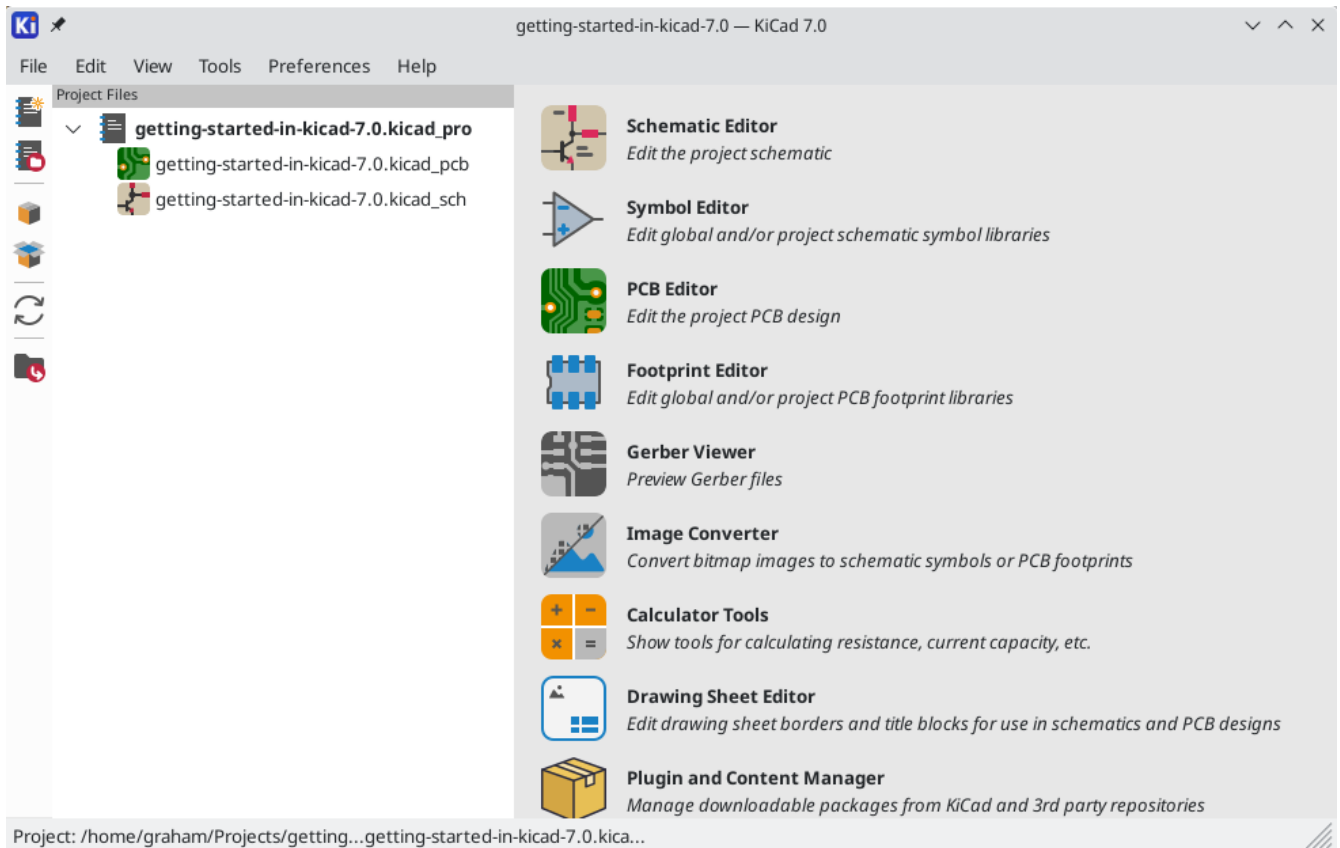 Ki
getting-started-in-kicad-7.0 — KiCad 7.0
File Edit View Tools Preferences Help
Project Files
getting-started-in-kicad-7.0.kicad_pro
getting-started-in-kicad-7.0.kicad_pcb
getting-started-in-kicad-7.0.kicad_sch
Schematic Editor
Edit the project schematic
Symbol Editor
Edit global and/or project schematic symbol libraries
PCB Editor
Edit the project PCB design
Footprint Editor
Edit global and/or project PCB footprint libraries
Gerber Viewer
Preview Gerber files
Image Converter
Convert bitmap images to schematic symbols or PCB footprints
Calculator Tools
Show tools for calculating resistance, current capacity, etc.
Drawing Sheet Editor
Edit drawing sheet borders and title blocks for use in schematics and PCB designs
Plugin and Content Manager
Manage downloadable packages from KiCad and 3rd party repositories
Project: /home/graham/Projects/getting...getting-started-in-kicad-7.0.kica...